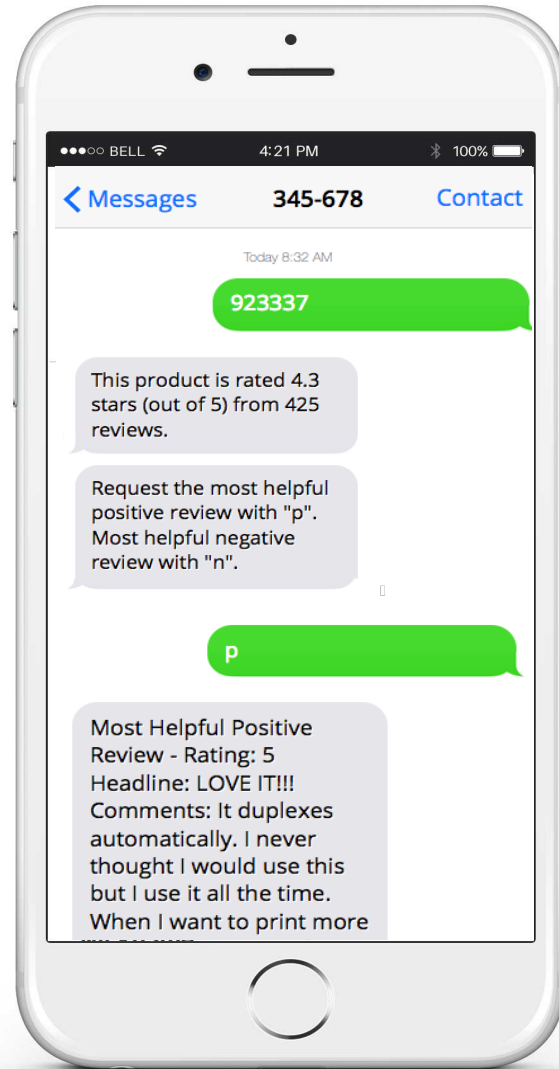 BELL 4:21 PM 100%
Messages 345-678 Contact
Today 8:32 AM
923337
This product is rated 4.3
stars (out of 5) from 425
reviews.
Request the most helpful
positive review with "p".
Most helpful negative
review with "n".
p
Most Helpful Positive
Review - Rating: 5
Headline: LOVE IT!!!
Comments: It duplexes
automatically. I never
thought I would use this
but I use it all the time.
When I want to print more